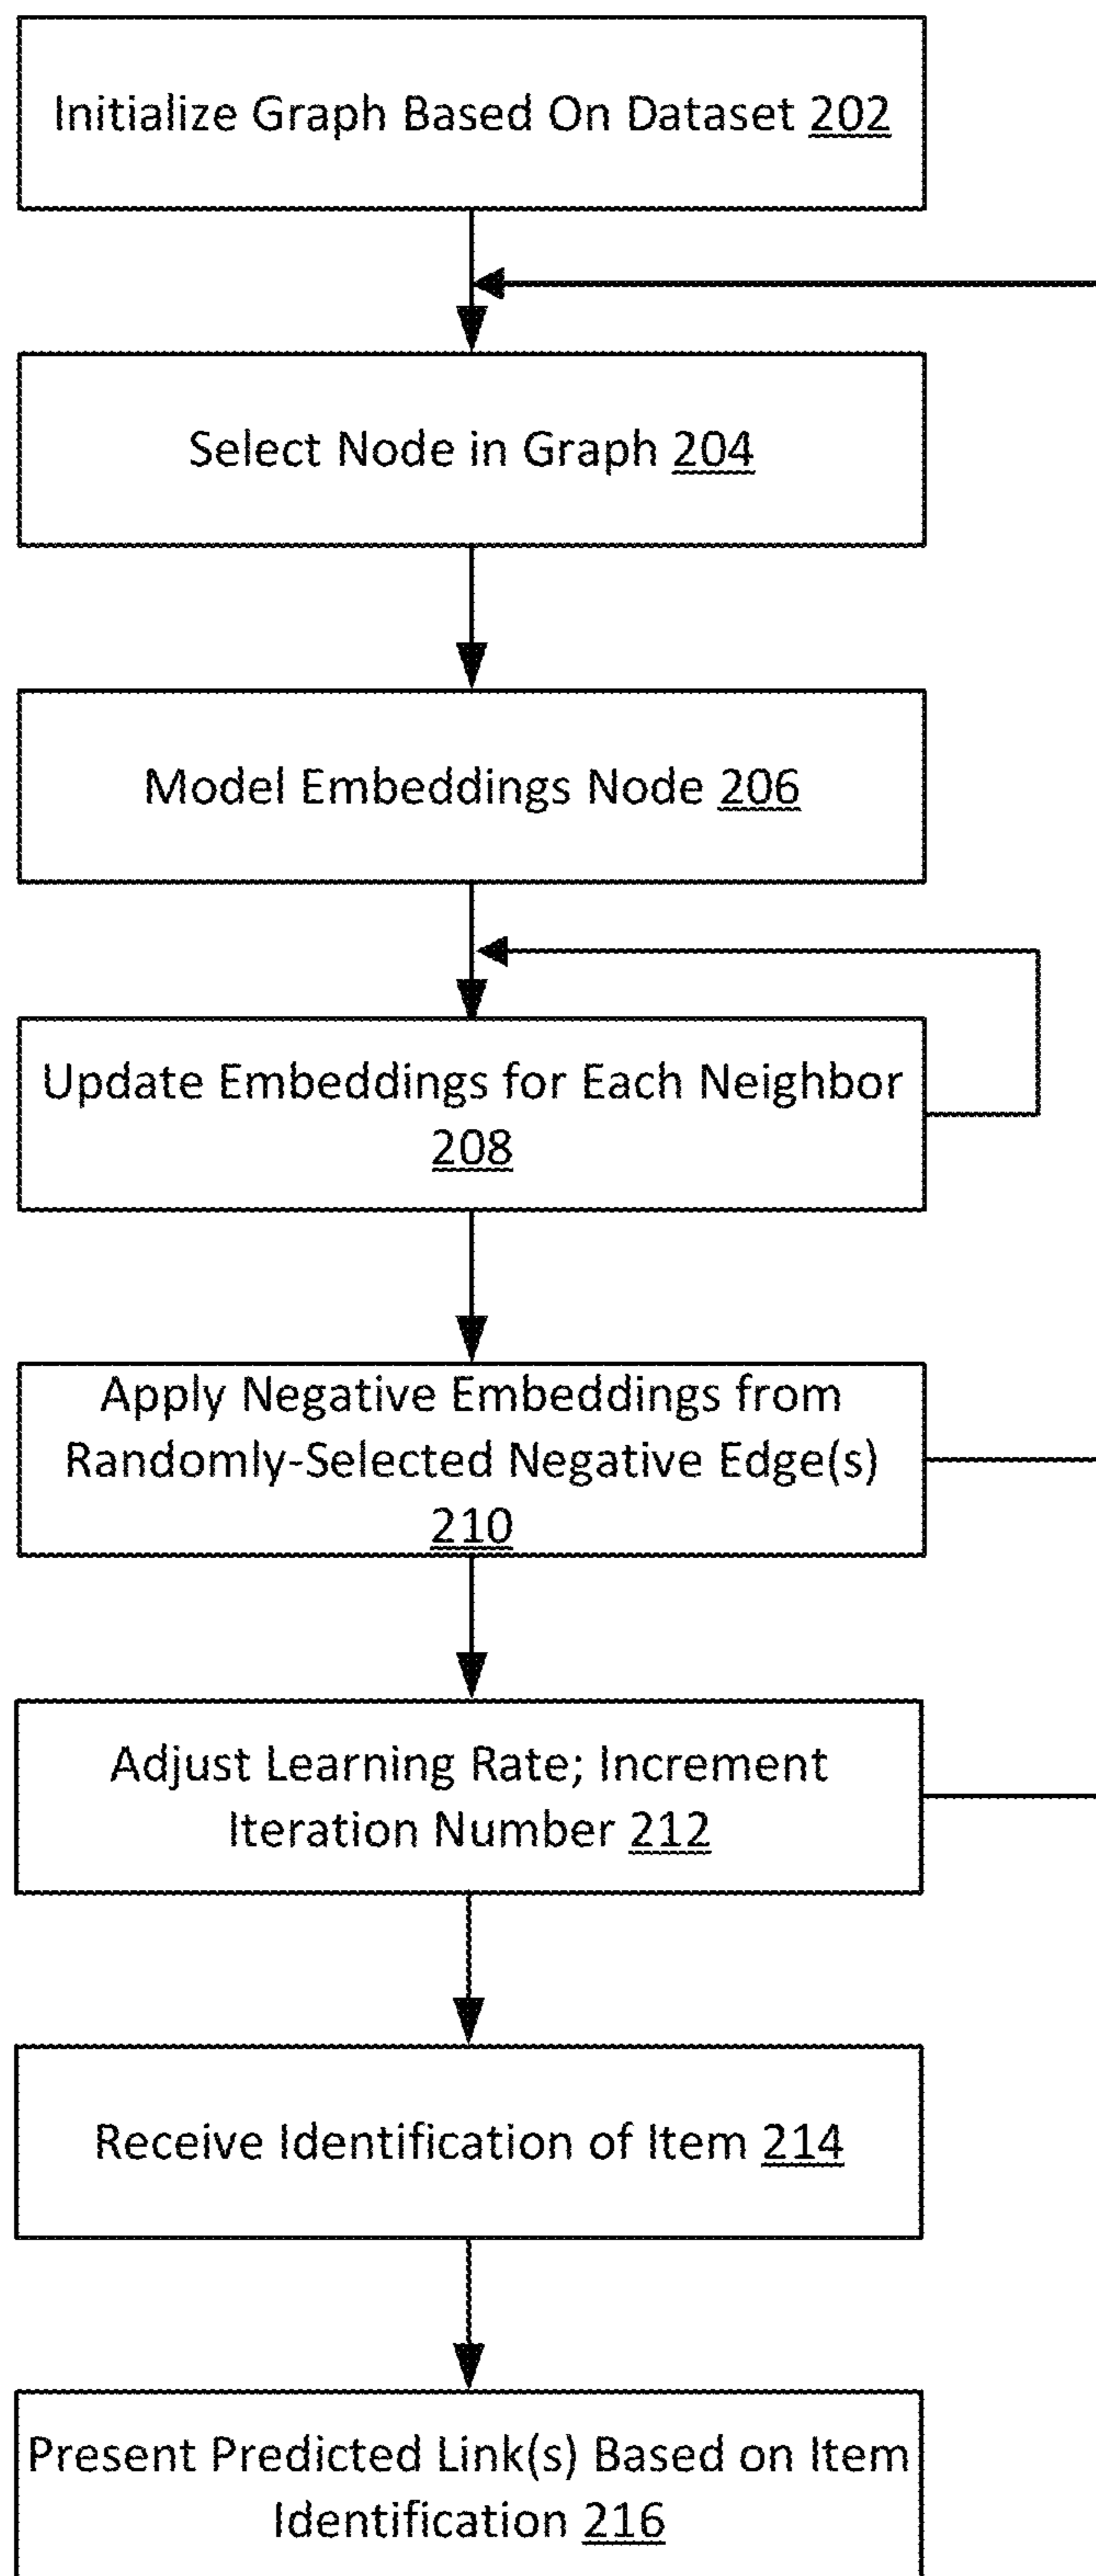 Initialize Graph Based On Dataset 202
Select Node in Graph 204
Model Embeddings Node 206
Update Embeddings for Each Neighbor
208
Apply Negative Embeddings from
Randomly-Selected Negative Edge(s)
210
Adjust Learning Rate; Increment
Iteration Number 212
Receive Identification of Item 214
Present Predicted Link(s) Based on Item
Identification 216